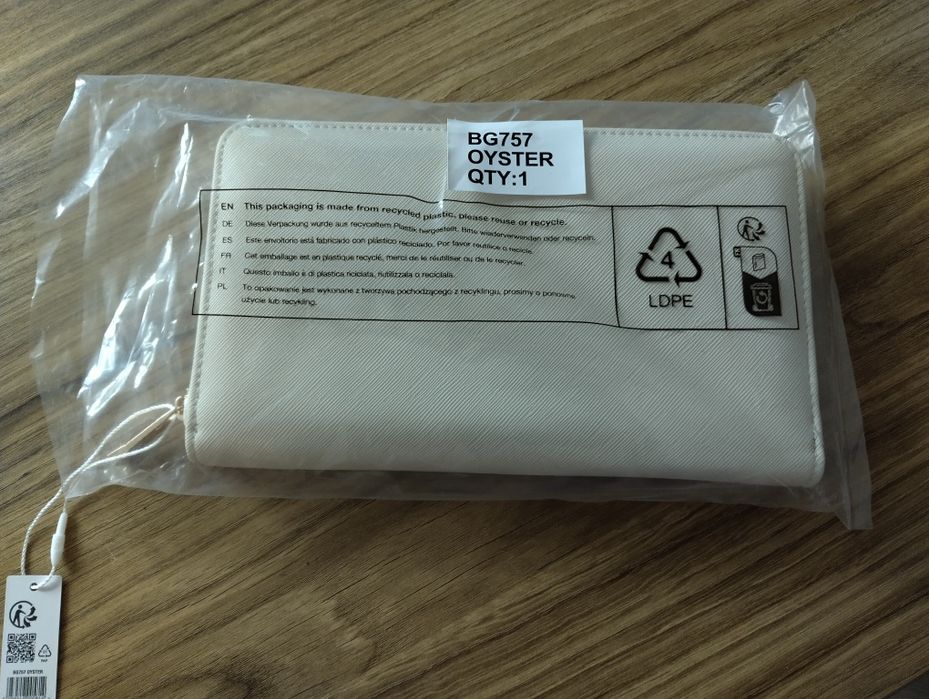 BG757
OYSTER
QTY:1
EN This packaging is made from recycled plastic, please reuse or recycle.
DE Diese Verpackung wurde aus recyceltem Plastik hergestellt. Bitte wiederverwenden oder recyceln.
ES Este envoltorio está fabricado con plástico reciclado. Por favor reutilice o recicle.
FR Cet emballage est en plastique recyclé, merci de le réutiliser ou de le recycler.
IT Questo imballo è di plastica riciclata, riutilizzala o reciclala.
PL To opakowanie jest wykonane z tworzywa pochodzącego z recyklingu, prosimy o ponowne
użycie lub recykling.
4
LDPE
BG757 OYSTER